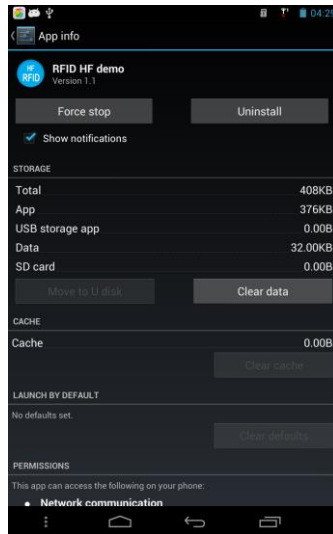 04:29
App info
HF
RFID
RFID HF demo
Version 1.1
Force stop
Uninstall
Show notifications
STORAGE
Total 408KB
App 376KB
USB storage app 0.00B
Data 32.00KB
SD card 0.00B
Move to U disk
Clear data
CACHE
Cache 0.00B
Clear cache
LAUNCH BY DEFAULT
No defaults set.
Clear defaults
PERMISSIONS
This app can access the following on your phone:
• Network communication